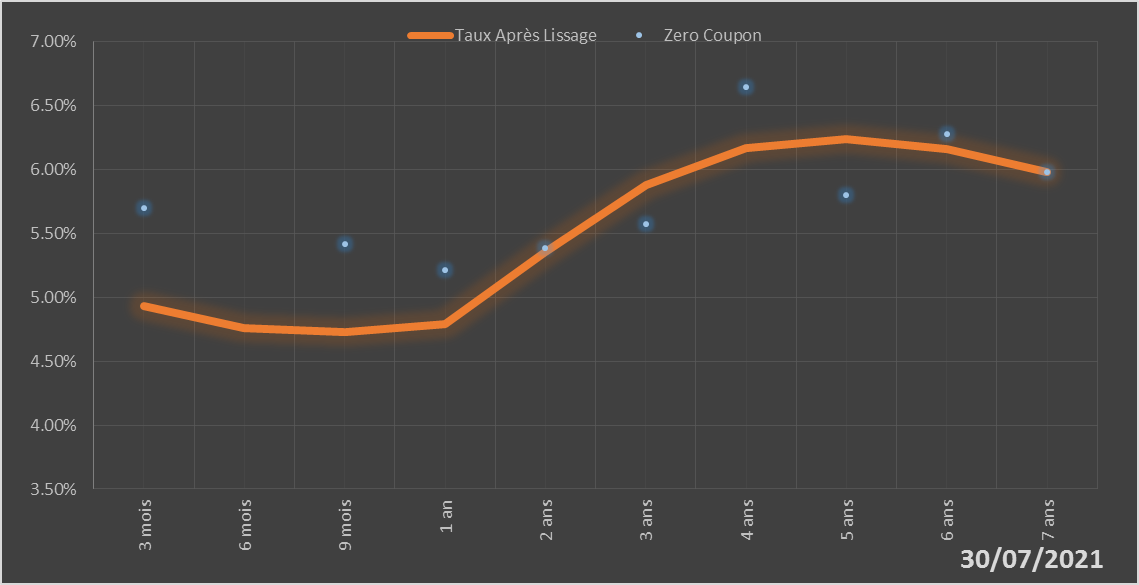 Taux Après Lissage Zero Coupon
7.00%
6.50%
6.00%
5.50%
5.00%
4.50%
4.00%
3.50%
3 mois
6 mois
9 mois
1 an
2 ans
3 ans
4 ans
5 ans
6 ans
7 ans
30/07/2021